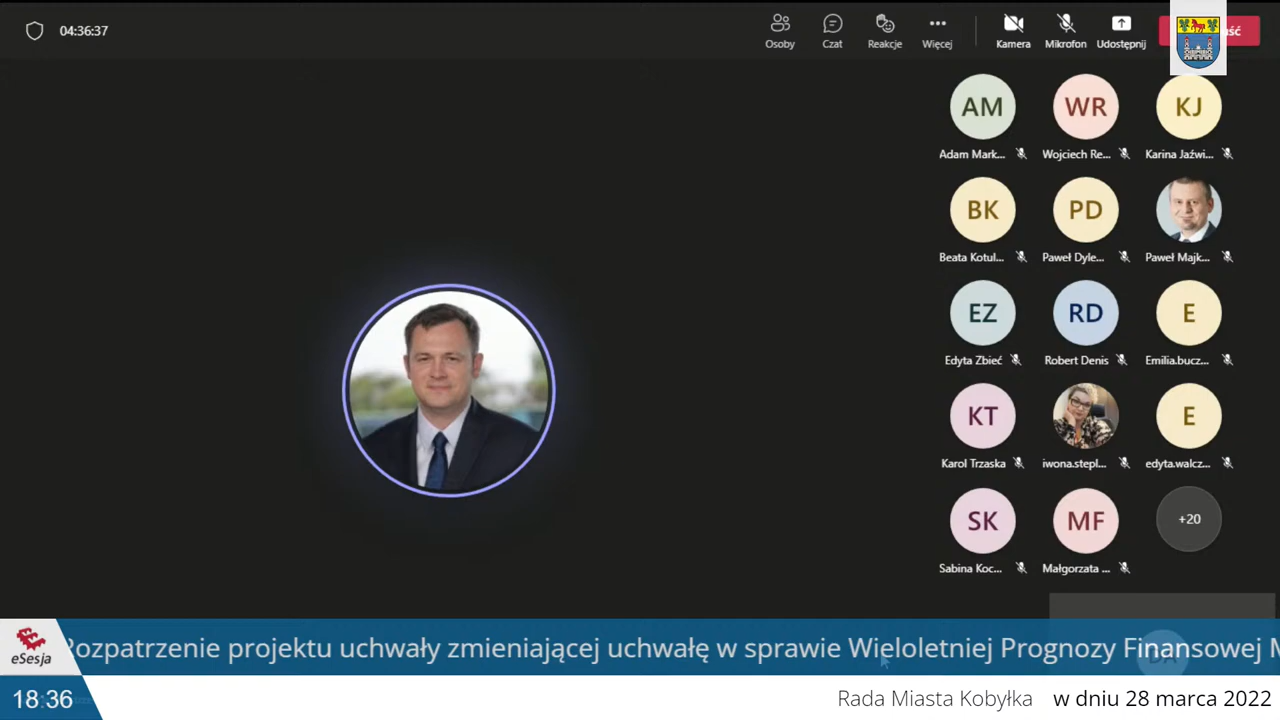 04:36:37
Osoby
Czat
Reakcje
Więcej
Kamera
Mikrofon
Udostępnij
ść
AM
WR
KJ
Adam Mark...
Wojciech Re...
Karina Jaźwi...
BK
PD
Beata Kotul...
Paweł Dyle...
Paweł Majk...
EZ
RD
E
Edyta Zbieć
Robert Denis
Emilia.bucz...
KT
E
Karol Trzaska
iwona.stepl...
edyta.walcz...
SK
MF
+20
Sabina Koc...
Małgorzata ...
eSesja
Rozpatrzenie projektu uchwały zmieniającej uchwałę w sprawie Wieloletniej Prognozy Finansowej M
18:36
Rada Miasta Kobyłka w dniu 28 marca 2022